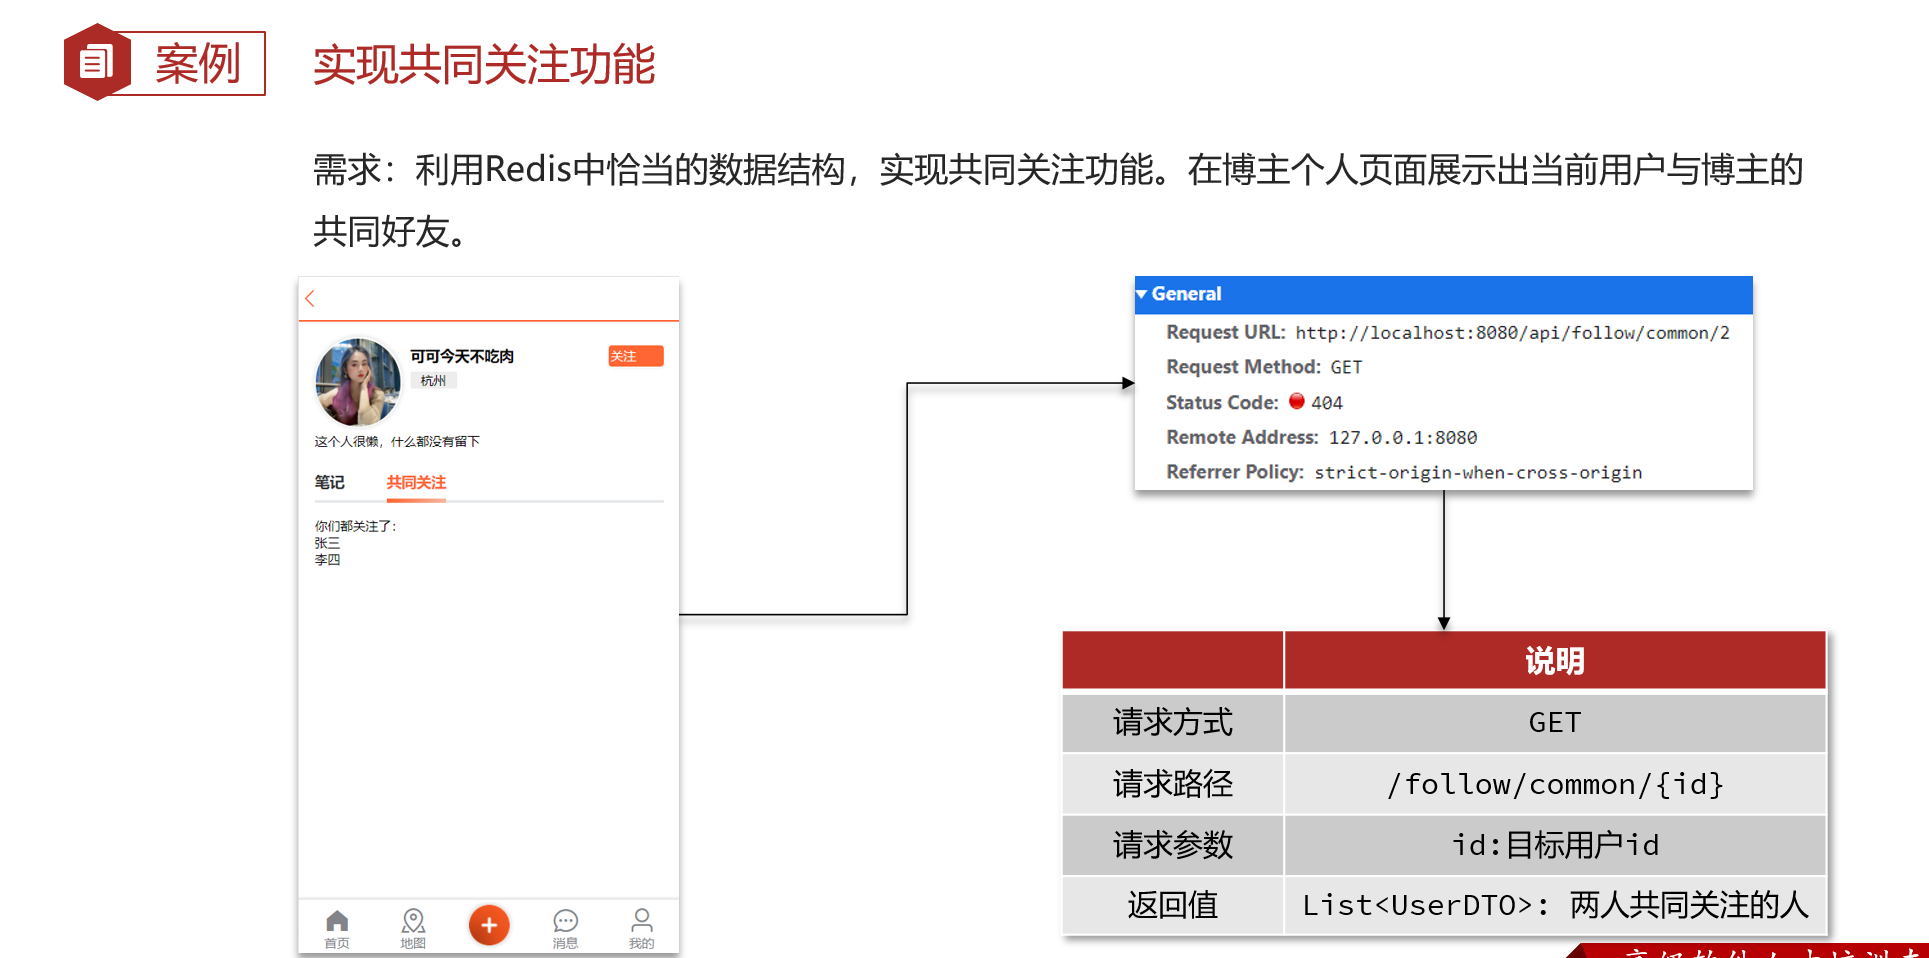 案例
实现共同关注功能
需求：利用Redis中恰当的数据结构，实现共同关注功能。在博主个人页面展示出当前用户与博主的
共同好友。
可可今天不吃肉
关注
杭州
这个人很懒，什么都没有留下
笔记 共同关注
你们都关注了：
张三
李四
首页 地图 消息 我的
General
Request URL: http://localhost:8080/api/follow/common/2
Request Method: GET
Status Code: 404
Remote Address: 127.0.0.1:8080
Referrer Policy: strict-origin-when-cross-origin
说明
请求方式 GET
请求路径 /follow/common/{id}
请求参数 id:目标用户id
返回值 List<UserDTO>: 两人共同关注的人